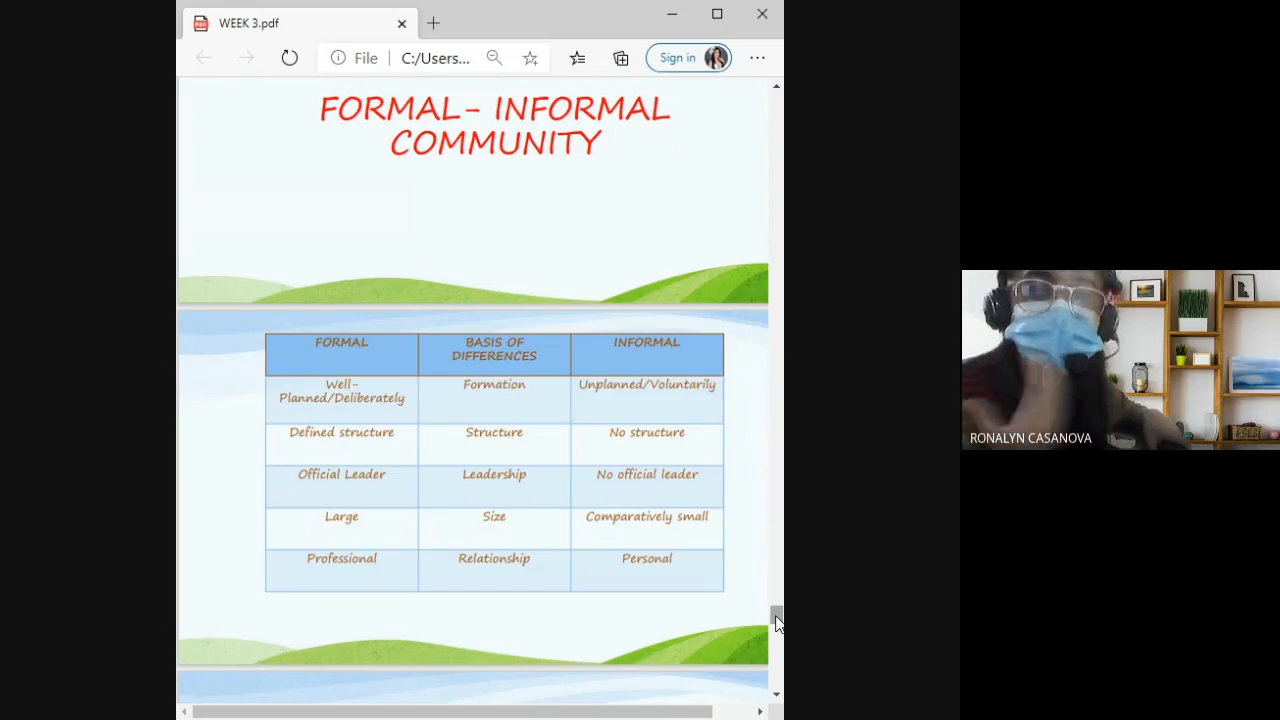 WEEK 3.pdf
File
C:/Users...
Sign in
FORMAL- INFORMAL
COMMUNITY
FORMAL
BASIS OF
DIFFERENCES
INFORMAL
Well-
Planned/Deliberately
Formation
Unplanned/Voluntarily
Defined structure
Structure
No structure
Official Leader
Leadership
No official leader
Large
Size
Comparatively small
Professional
Relationship
Personal
RONALYN CASANOVA